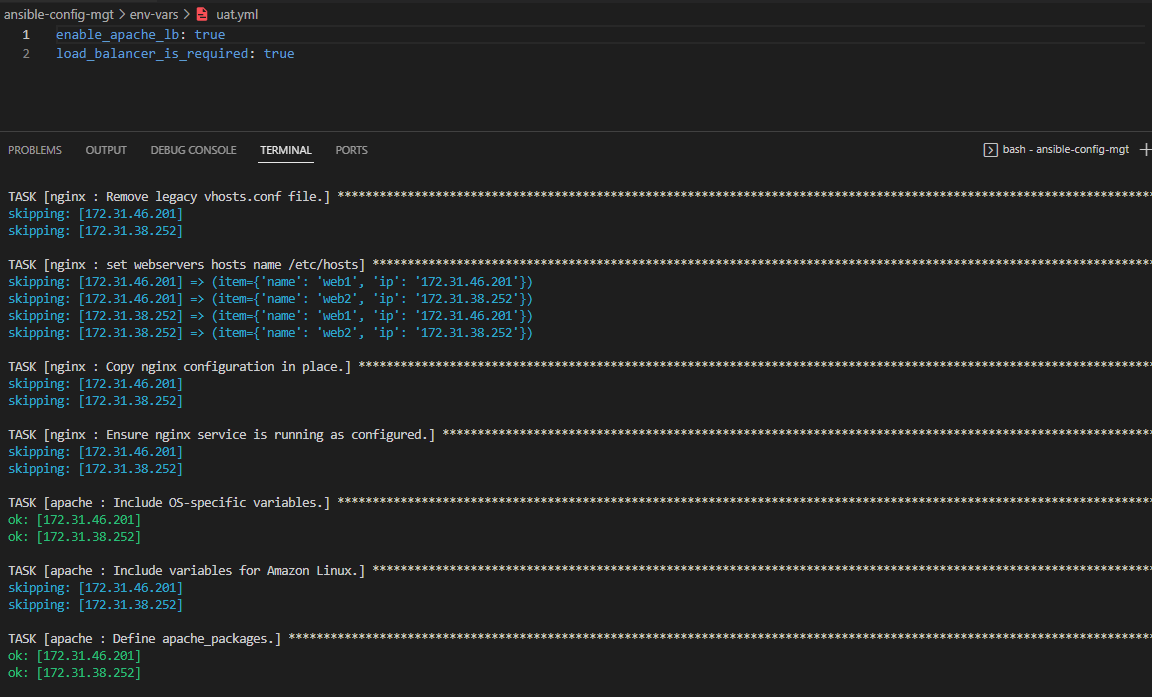 ansible-config-mgt > env-vars > uat.yml
1 enable_apache_lb: true
2 load_balancer_is_required: true
PROBLEMS OUTPUT DEBUG CONSOLE TERMINAL PORTS bash - ansible-config-mgt +
TASK [nginx : Remove legacy vhosts.conf file.] ********************************************************************************************************************
skipping: [172.31.46.201]
skipping: [172.31.38.252]
TASK [nginx : set webservers hosts name /etc/hosts] ***************************************************************************************************************
skipping: [172.31.46.201] => (item={'name': 'web1', 'ip': '172.31.46.201'})
skipping: [172.31.46.201] => (item={'name': 'web2', 'ip': '172.31.38.252'})
skipping: [172.31.38.252] => (item={'name': 'web1', 'ip': '172.31.46.201'})
skipping: [172.31.38.252] => (item={'name': 'web2', 'ip': '172.31.38.252'})
TASK [nginx : Copy nginx configuration in place.] *****************************************************************************************************************
skipping: [172.31.46.201]
skipping: [172.31.38.252]
TASK [nginx : Ensure nginx service is running as configured.] *****************************************************************************************************
skipping: [172.31.46.201]
skipping: [172.31.38.252]
TASK [apache : Include OS-specific variables.] ********************************************************************************************************************
ok: [172.31.46.201]
ok: [172.31.38.252]
TASK [apache : Include variables for Amazon Linux.] ***************************************************************************************************************
skipping: [172.31.46.201]
skipping: [172.31.38.252]
TASK [apache : Define apache_packages.] ***************************************************************************************************************************
ok: [172.31.46.201]
ok: [172.31.38.252]